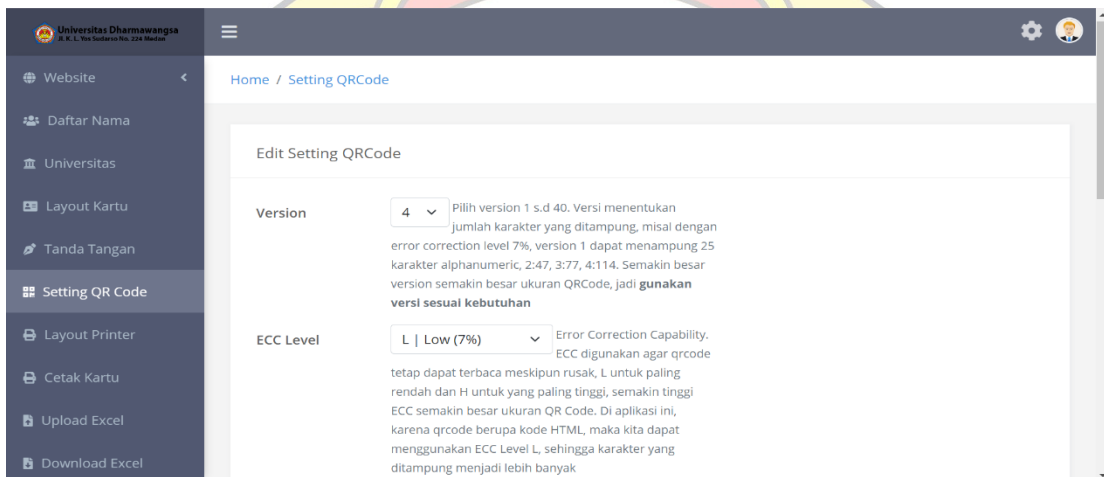 Universitas Dharmawangsa
Jl. K. L. Yos Sudarso No. 224 Medan
Website
Daftar Nama
Universitas
Layout Kartu
Tanda Tangan
Setting QR Code
Layout Printer
Cetak Kartu
Upload Excel
Download Excel
Home / Setting QRCode
Edit Setting QRCode
Version
4
Pilih version 1 s.d 40. Versi menentukan
jumlah karakter yang ditampung, misal dengan
error correction level 7%, version 1 dapat menampung 25
karakter alphanumeric, 2:47, 3:77, 4:114. Semakin besar
version semakin besar ukuran QRCode, jadi gunakan
versi sesuai kebutuhan
ECC Level
L | Low (7%)
Error Correction Capability.
ECC digunakan agar qrcode
tetap dapat terbaca meskipun rusak, L untuk paling
rendah dan H untuk yang paling tinggi, semakin tinggi
ECC semakin besar ukuran QR Code. Di aplikasi ini,
karena qrcode berupa kode HTML, maka kita dapat
menggunakan ECC Level L, sehingga karakter yang
ditampung menjadi lebih banyak